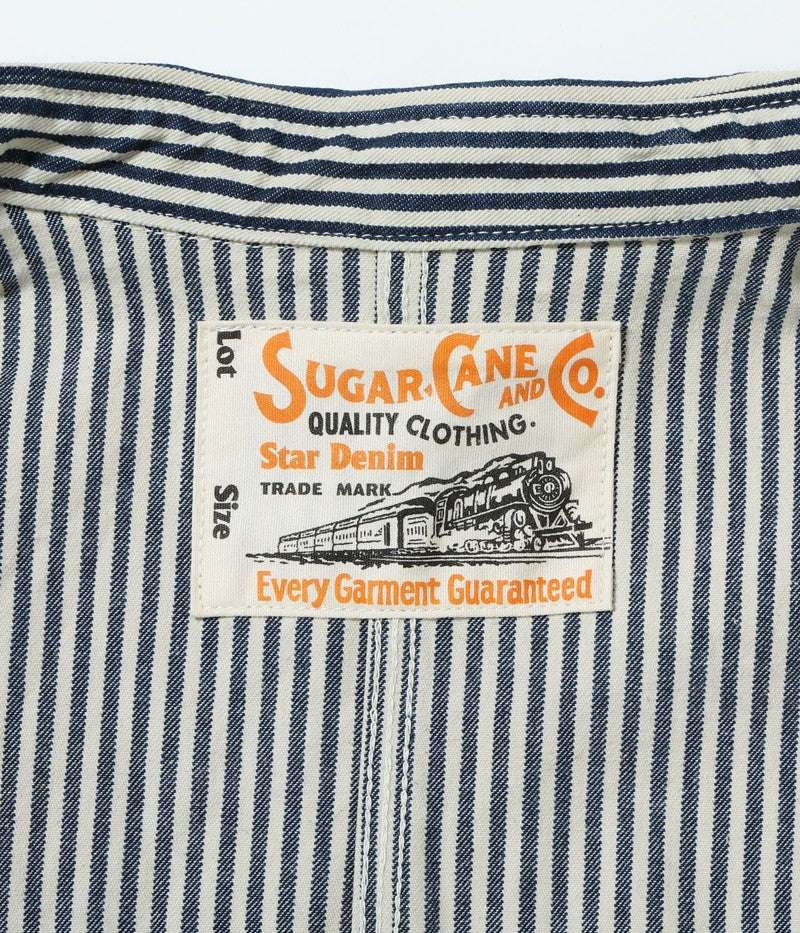 Lot
Size
SUGAR CANE AND CO.
QUALITY CLOTHING.
Star Denim
TRADE MARK
Every Garment Guaranteed